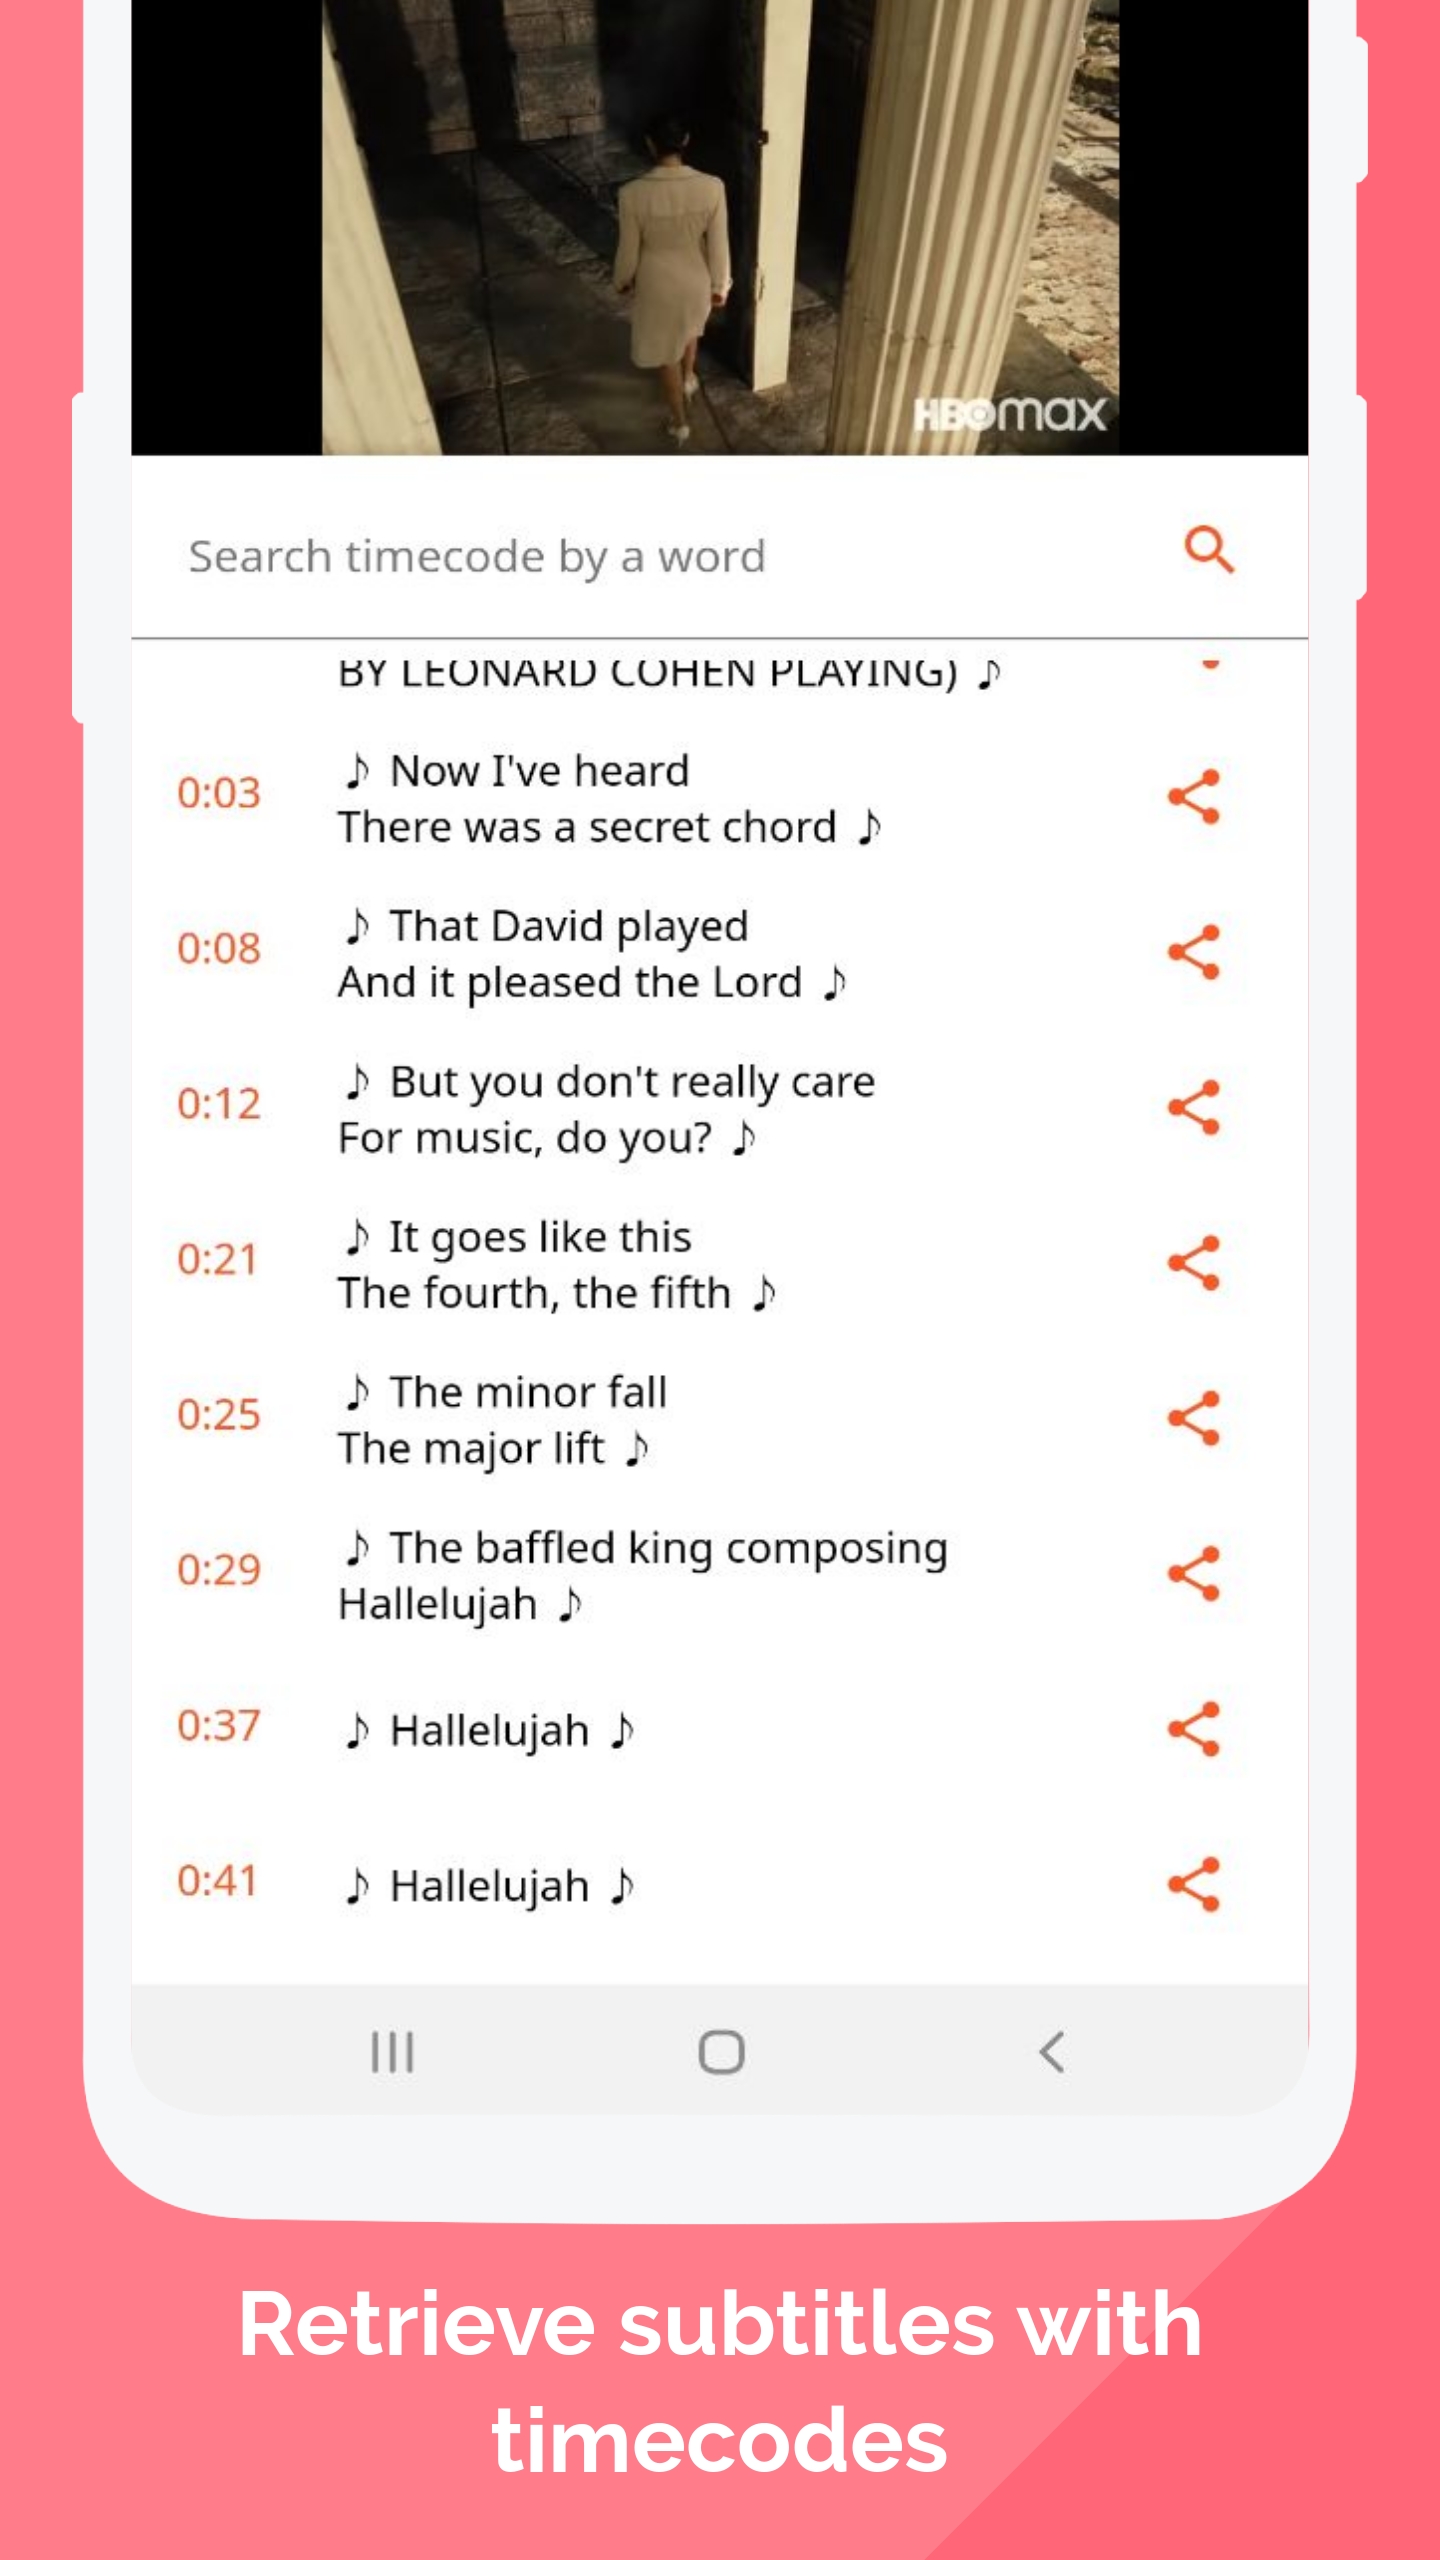 HBOmax
Search timecode by a word
BY LEONARD COHEN PLAYING) ♪
0:03
♪ Now I've heard
There was a secret chord ♪
0:08
♪ That David played
And it pleased the Lord ♪
0:12
♪ But you don't really care
For music, do you? ♪
0:21
♪ It goes like this
The fourth, the fifth ♪
0:25
♪ The minor fall
The major lift ♪
0:29
♪ The baffled king composing
Hallelujah ♪
0:37
♪ Hallelujah ♪
0:41
♪ Hallelujah ♪
Retrieve subtitles with
timecodes